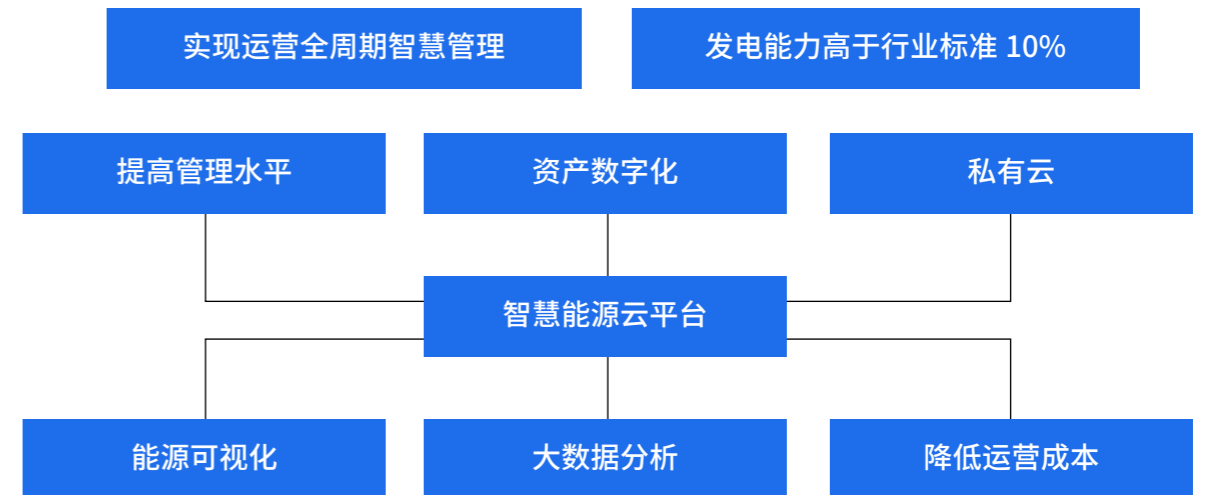 实现运营全周期智慧管理
发电能力高于行业标准 10%
提高管理水平
资产数字化
私有云
智慧能源云平台
能源可视化
大数据分析
降低运营成本